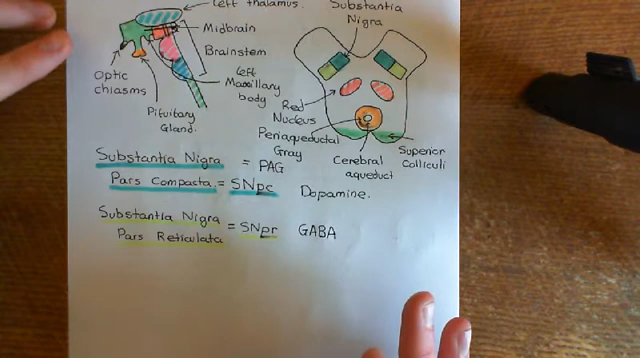 Left thalamus.
Midbrain
Brainstem
Optic
chiasms
Left
Mammillary
body
Pituitary
Gland.
Substantia
Nigra
Red
Nucleus
Periaqueductal
Gray
= PAG
Cerebral
aqueduct
Superior
Colliculi
Substantia Nigra
Pars Compacta = SNpc Dopamine.
Substantia Nigra
Pars Reticulata = SNpr GABA